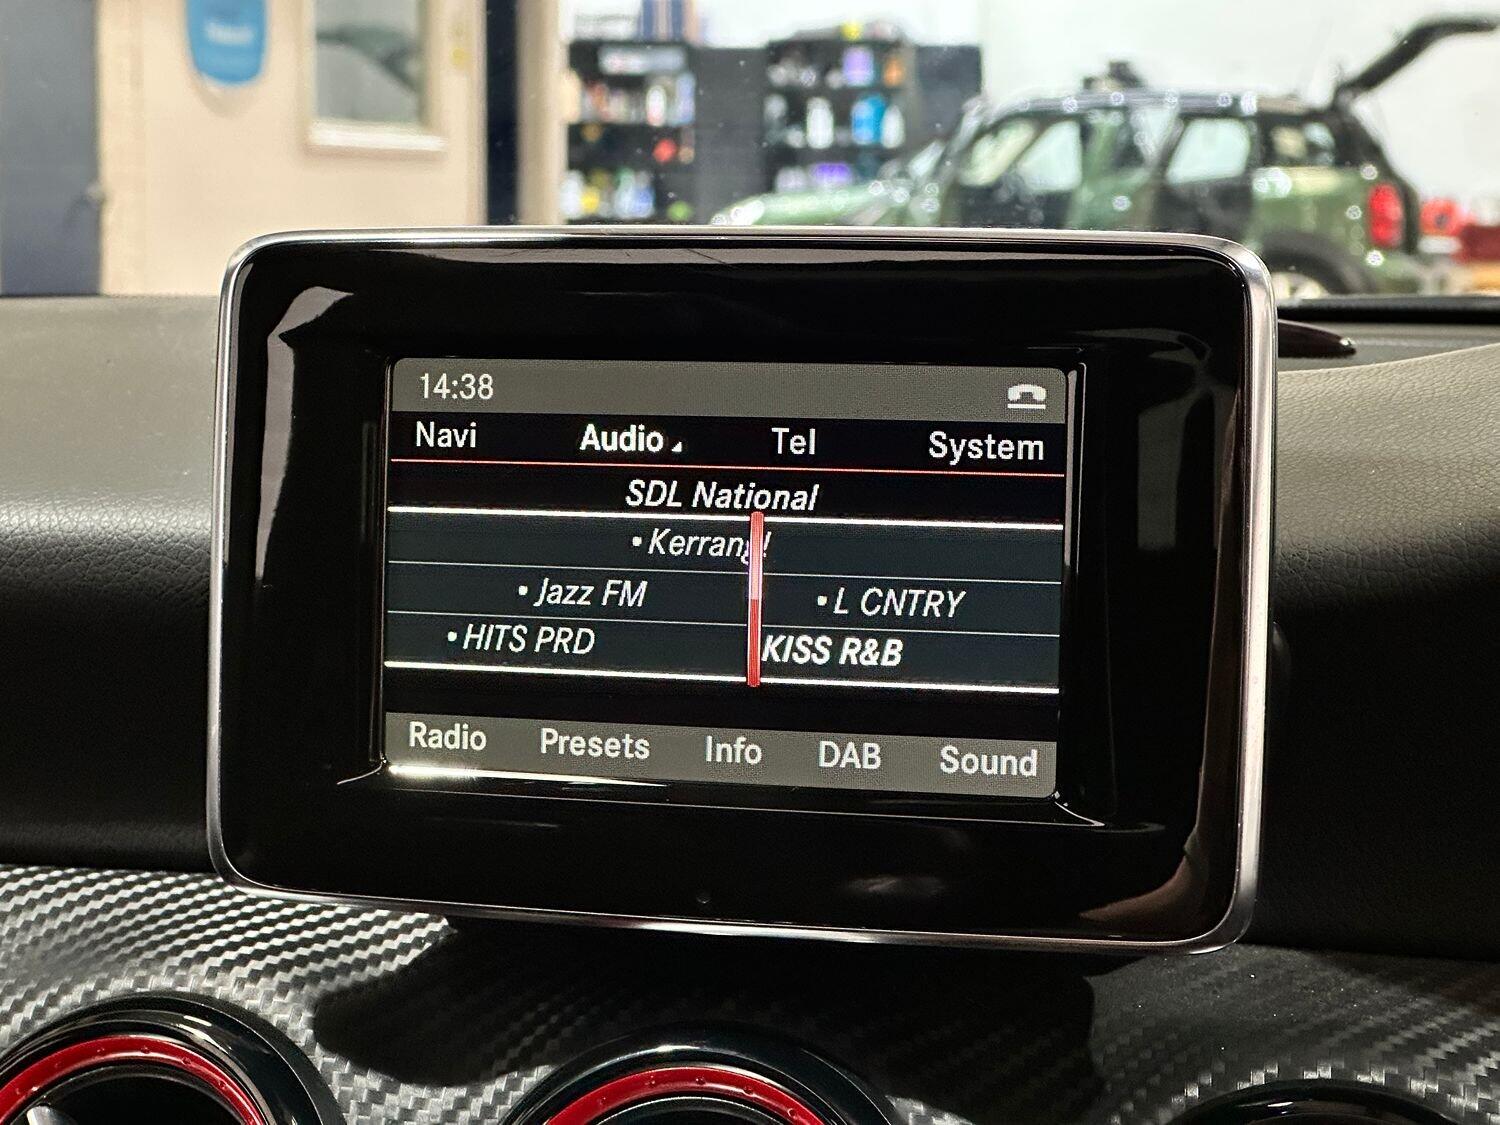 14:38
Navi Audio Tel System
SDL National
• Kerrang!
• Jazz FM • L CNTRY
• HITS PRD KISS R&B
Radio Presets Info DAB Sound